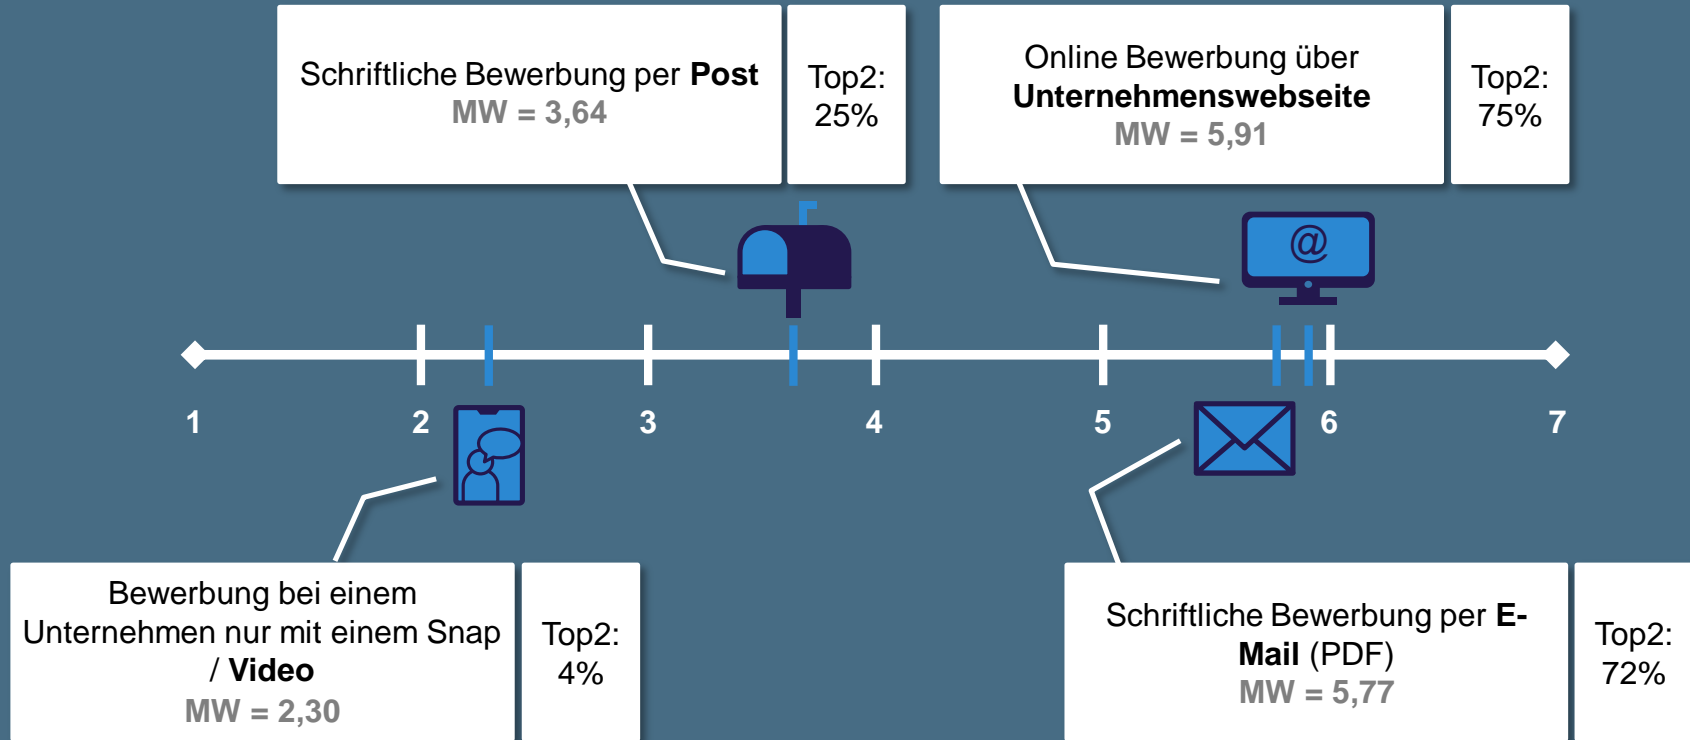 Schriftliche Bewerbung per Post
MW = 3,64
Top2:
25%
Online Bewerbung über
Unternehmenswebseite
MW = 5,91
Top2:
75%
@
1
2
3
4
5
6
7
Bewerbung bei einem
Unternehmen nur mit einem Snap
/ Video
MW = 2,30
Top2:
4%
Schriftliche Bewerbung per E-
Mail (PDF)
MW = 5,77
Top2:
72%